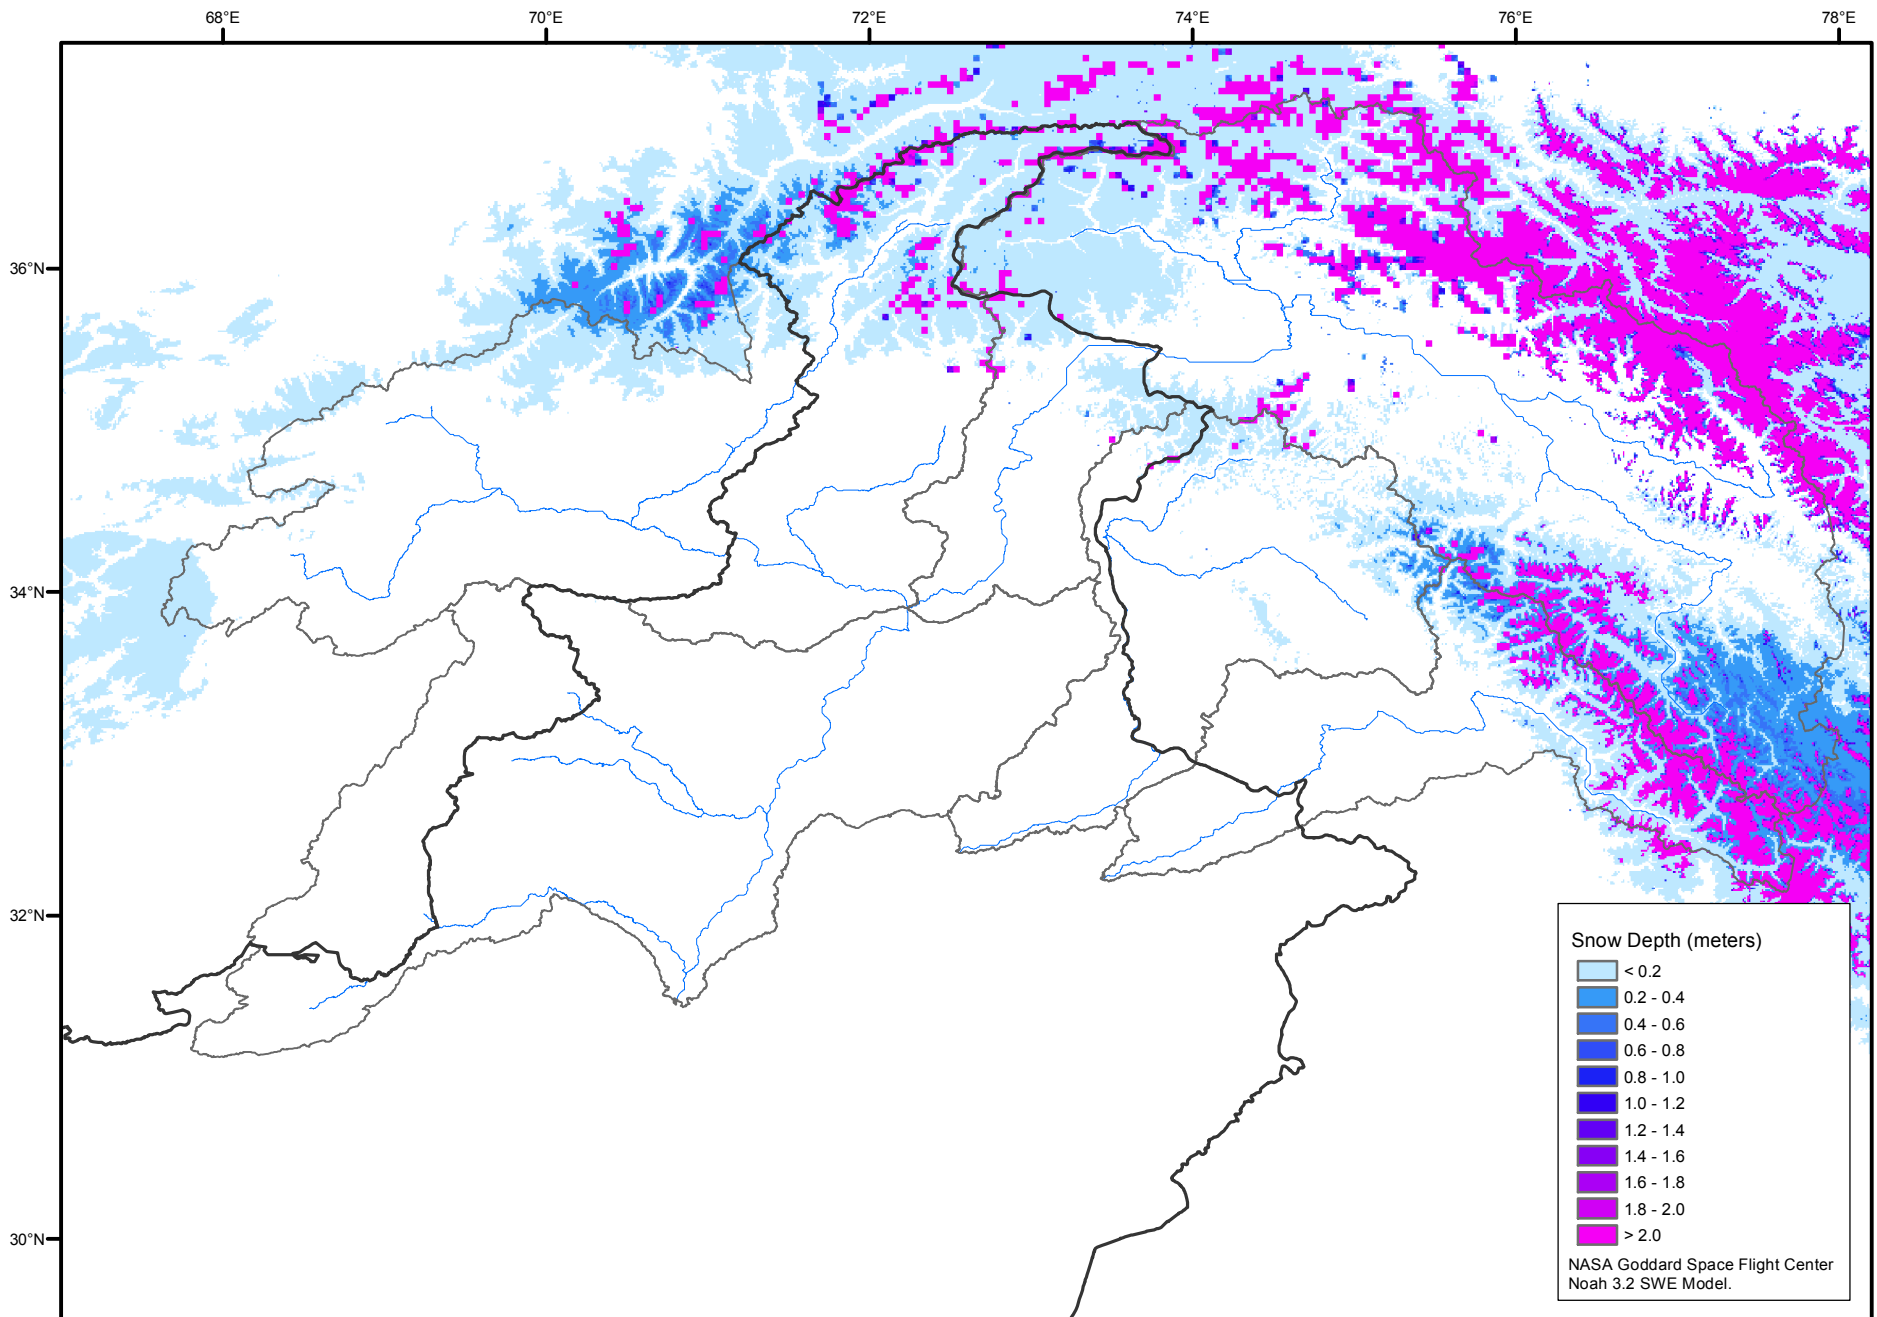 68°E 70°E 72°E 74°E 76°E 78°E
36°N
34°N
32°N
30°N
Snow Depth (meters)
< 0.2
0.2 - 0.4
0.4 - 0.6
0.6 - 0.8
0.8 - 1.0
1.0 - 1.2
1.2 - 1.4
1.4 - 1.6
1.6 - 1.8
1.8 - 2.0
> 2.0
NASA Goddard Space Flight Center
Noah 3.2 SWE Model.